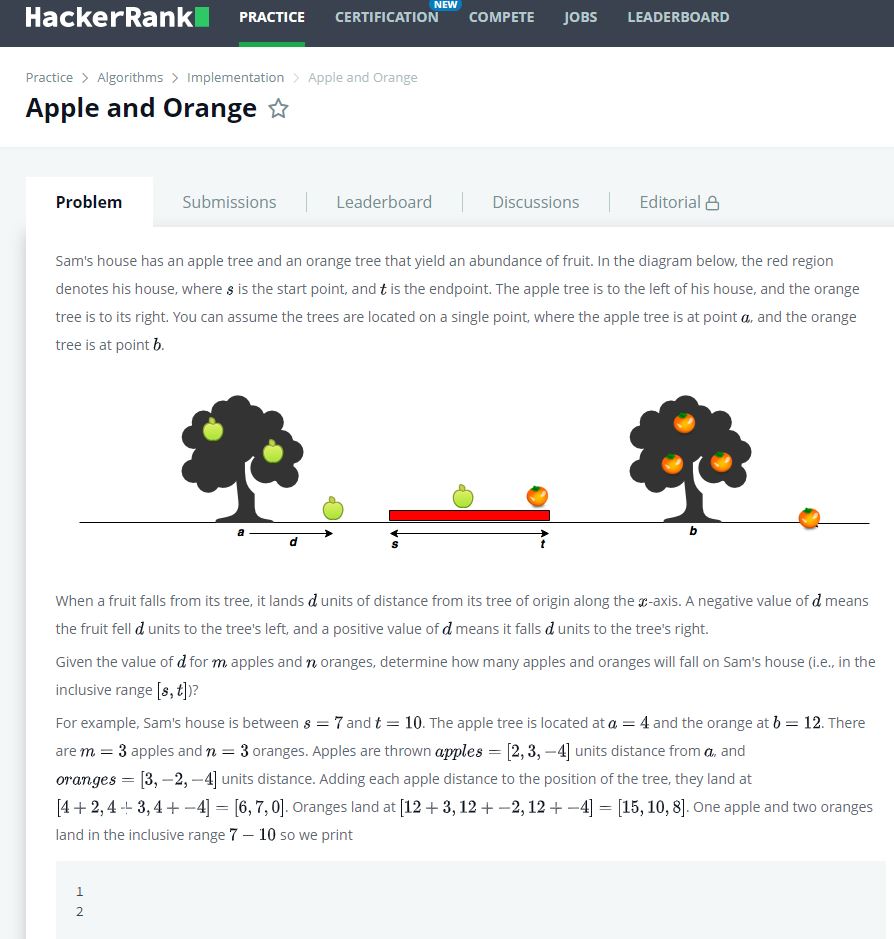 HackerRank PRACTICE CERTIFICATION NEW COMPETE JOBS LEADERBOARD
Practice > Algorithms > Implementation > Apple and Orange
Apple and Orange
Problem Submissions Leaderboard Discussions Editorial
Sam's house has an apple tree and an orange tree that yield an abundance of fruit. In the diagram below, the red region
denotes his house, where s is the start point, and t is the endpoint. The apple tree is to the left of his house, and the orange
tree is to its right. You can assume the trees are located on a single point, where the apple tree is at point a, and the orange
tree is at point b.
a d s t b
When a fruit falls from its tree, it lands d units of distance from its tree of origin along the x-axis. A negative value of d means
the fruit fell d units to the tree's left, and a positive value of d means it falls d units to the tree's right.
Given the value of d for m apples and n oranges, determine how many apples and oranges will fall on Sam's house (i.e., in the
inclusive range [s, t])?
For example, Sam's house is between s = 7 and t = 10. The apple tree is located at a = 4 and the orange at b = 12. There
are m = 3 apples and n = 3 oranges. Apples are thrown apples = [2, 3, −4] units distance from a, and
oranges = [3, −2, −4] units distance. Adding each apple distance to the position of the tree, they land at
[4 + 2, 4 + 3, 4 + −4] = [6, 7, 0]. Oranges land at [12 + 3, 12 + −2, 12 + −4] = [15, 10, 8]. One apple and two oranges
land in the inclusive range 7 − 10 so we print
1
2